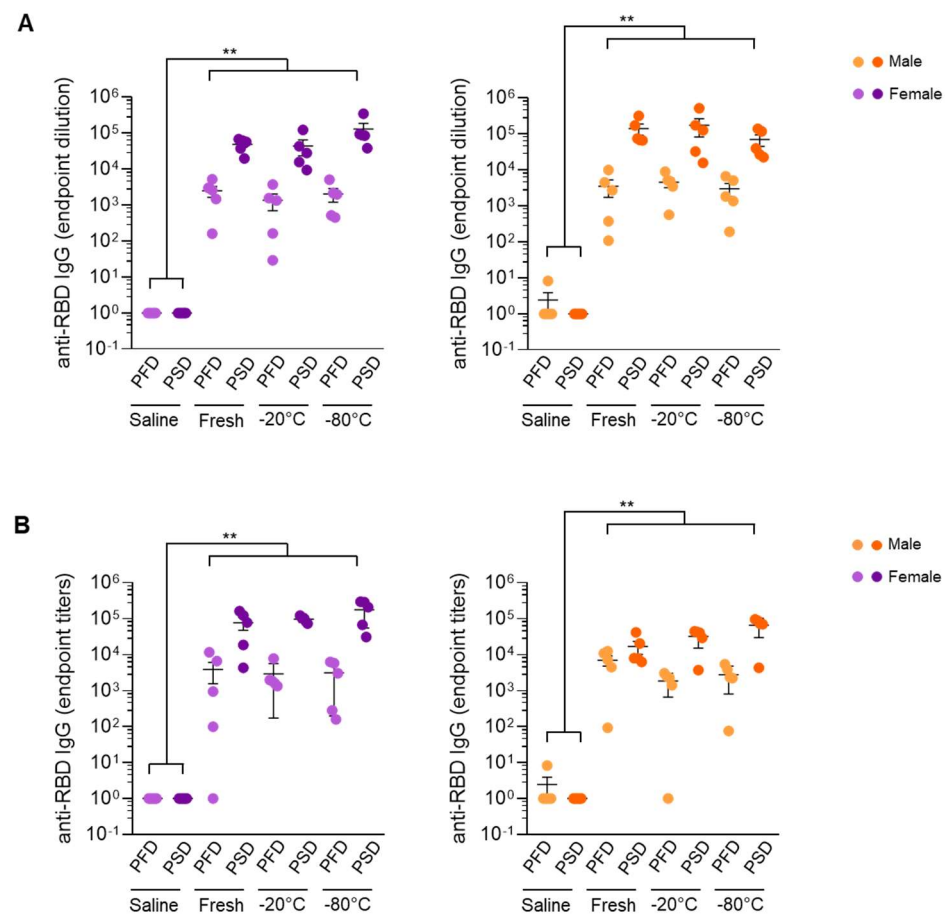 A
**
anti-RBD IgG (endpoint dilution)
10⁶
10⁵
10⁴
10³
10²
10¹
10⁰
10⁻¹
PFD PSD PFD PSD PFD PSD PFD PSD
Saline Fresh -20°C -80°C
**
anti-RBD IgG (endpoint dilution)
10⁶
10⁵
10⁴
10³
10²
10¹
10⁰
10⁻¹
PFD PSD PFD PSD PFD PSD PFD PSD
Saline Fresh -20°C -80°C
Male
Female
B
**
anti-RBD IgG (endpoint titers)
10⁶
10⁵
10⁴
10³
10²
10¹
10⁰
10⁻¹
PFD PSD PFD PSD PFD PSD PFD PSD
Saline Fresh -20°C -80°C
**
anti-RBD IgG (endpoint titers)
10⁶
10⁵
10⁴
10³
10²
10¹
10⁰
10⁻¹
PFD PSD PFD PSD PFD PSD PFD PSD
Saline Fresh -20°C -80°C
Male
Female